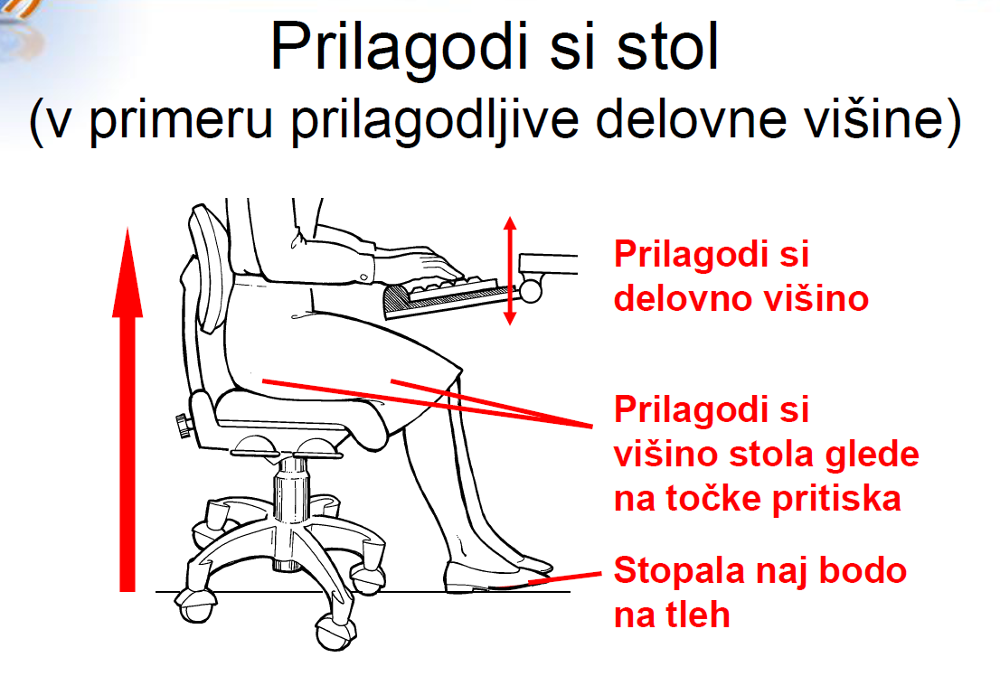 Prilagodi si stol
(v primeru prilagodljive delovne višine)
Prilagodi si
delovno višino
Prilagodi si
višino stola glede
na točke pritiska
Stopala naj bodo
na tleh